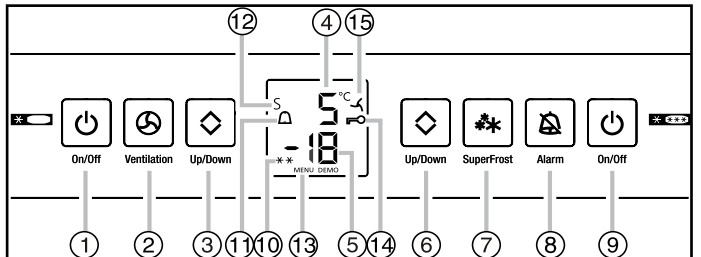 12 4 15
S 5 °C
-18
MENU DEMO
On/Off Ventilation Up/Down Up/Down SuperFrost Alarm On/Off
1 2 3 11 10 13 5 14 6 7 8 9